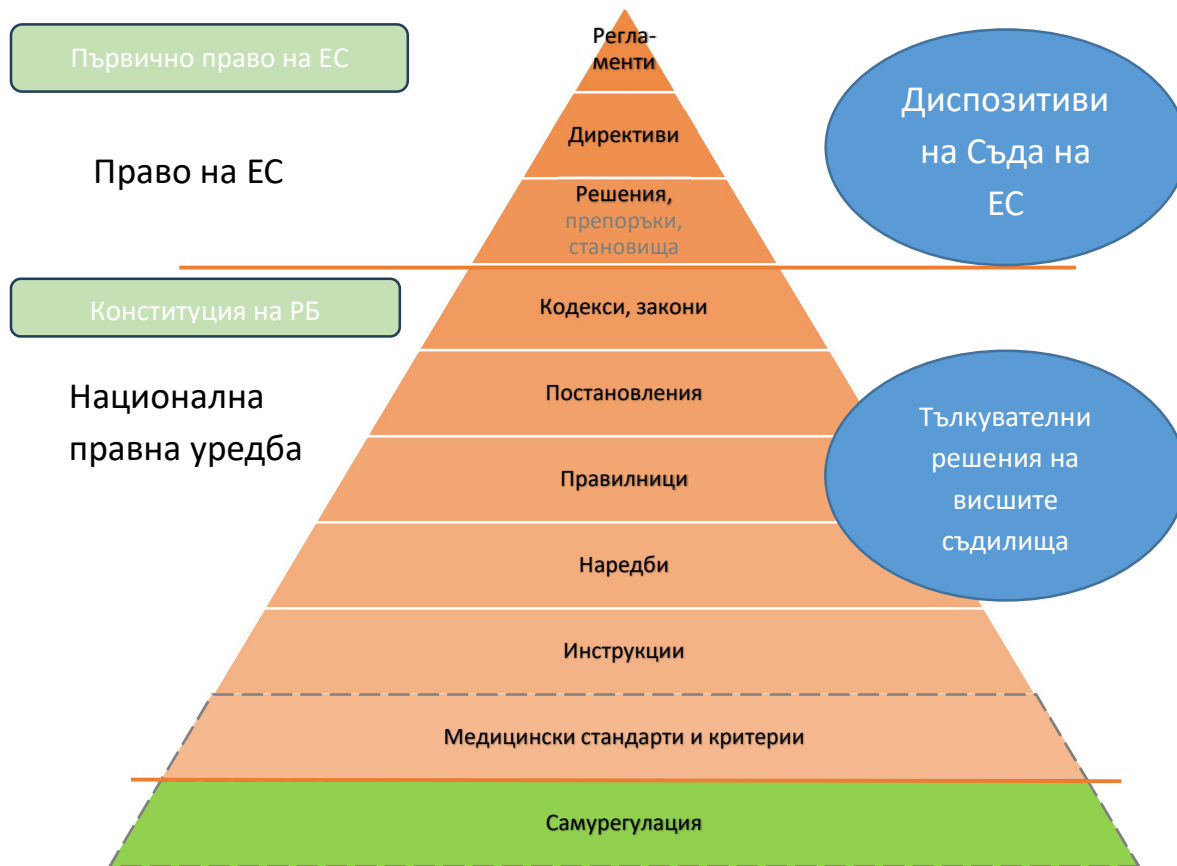 Първично право на ЕС
Право на ЕС
Регла-
менти
Директиви
Решения,
препоръки,
становища
Диспозитиви
на Съда на
ЕС
Конституция на РБ
Национална
правна уредба
Кодекси, закони
Постановления
Правилници
Наредби
Инструкции
Медицински стандарти и критерии
Самурегулация
Тълкувателни
решения на
висшите
съдилища